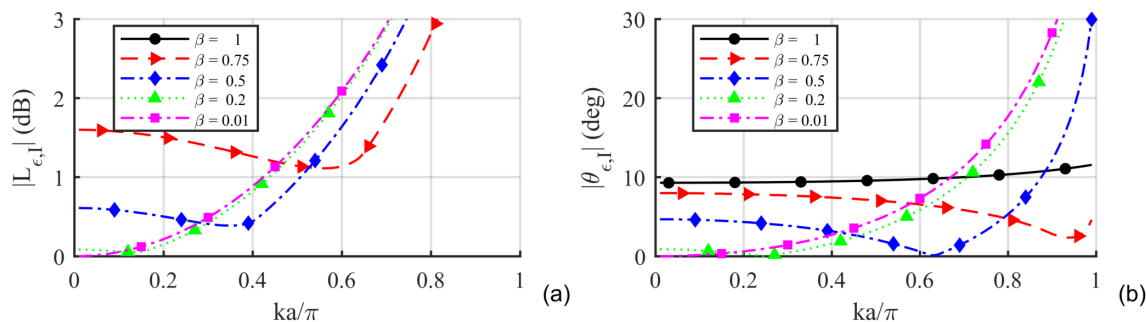 3
2
1
0
|L_{ϵ,I}| (dB)
β = 1
β = 0.75
β = 0.5
β = 0.2
β = 0.01
0 0.2 0.4 0.6 0.8 1
ka/π
(a)
30
20
10
0
|θ_{ϵ,I}| (deg)
β = 1
β = 0.75
β = 0.5
β = 0.2
β = 0.01
0 0.2 0.4 0.6 0.8 1
ka/π
(b)